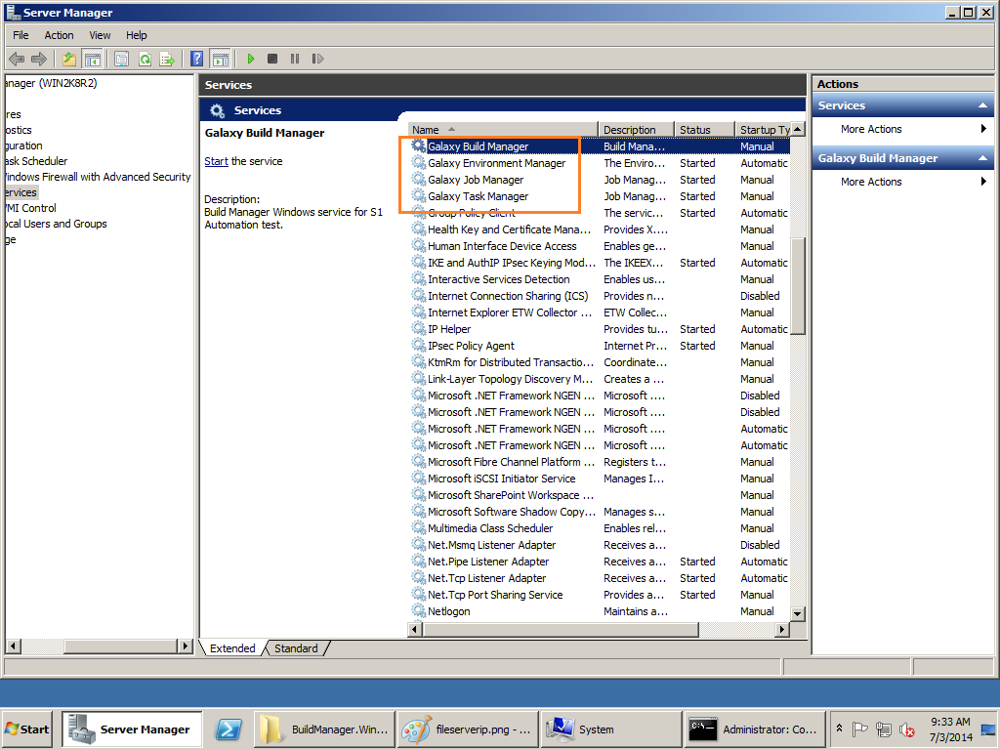 Server Manager
File Action View Help
anager (WIN2K8R2)
res
ostics
guration
ask Scheduler
Windows Firewall with Advanced Security
ervices
MI Control
ocal Users and Groups
ge
Services
Services
Galaxy Build Manager
Start the service
Description:
Build Manager Windows service for S1
Automation test.
Name Description Status Startup Ty
Galaxy Build Manager Build Mana... Manual
Galaxy Environment Manager The Enviro... Started Automatic
Galaxy Job Manager Job Manag... Started Manual
Galaxy Task Manager Job Manag... Started Manual
Group Policy Client The servic... Started Automatic
Health Key and Certificate Mana... Provides X.... Manual
Human Interface Device Access Enables ge... Manual
IKE and AuthIP IPsec Keying Mod... The IKEEX... Started Automatic
Interactive Services Detection Enables us... Manual
Internet Connection Sharing (ICS) Provides n... Disabled
Internet Explorer ETW Collector ... ETW Collec... Manual
IP Helper Provides tu... Started Automatic
IPsec Policy Agent Internet Pr... Started Manual
KtmRm for Distributed Transactio... Coordinate... Manual
Link-Layer Topology Discovery M... Creates a ... Manual
Microsoft .NET Framework NGEN ... Microsoft .... Disabled
Microsoft .NET Framework NGEN ... Microsoft .... Disabled
Microsoft .NET Framework NGEN ... Microsoft .... Automatic
Microsoft .NET Framework NGEN ... Microsoft .... Automatic
Microsoft Fibre Channel Platform ... Registers t... Manual
Microsoft iSCSI Initiator Service Manages I... Manual
Microsoft SharePoint Workspace ... Manual
Microsoft Software Shadow Copy... Manages s... Manual
Multimedia Class Scheduler Enables rel... Manual
Net.Msmq Listener Adapter Receives a... Disabled
Net.Pipe Listener Adapter Receives a... Started Automatic
Net.Tcp Listener Adapter Receives a... Started Automatic
Net.Tcp Port Sharing Service Provides a... Started Manual
Netlogon Maintains a... Manual
Extended Standard
Actions
Services
More Actions
Galaxy Build Manager
More Actions
Start Server Manager BuildManager.Win... fileserverip.png - ... System Administrator: Co...
9:33 AM
7/3/2014